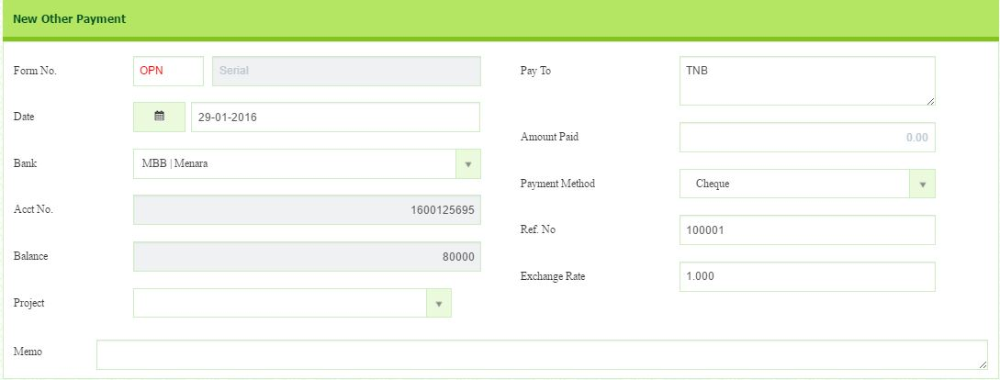 New Other Payment
Form No. OPN Serial
Date 29-01-2016
Bank MBB | Menara
Acct No. 1600125695
Balance 80000
Project
Pay To TNB
Amount Paid 0.00
Payment Method Cheque
Ref. No 100001
Exchange Rate 1.000
Memo